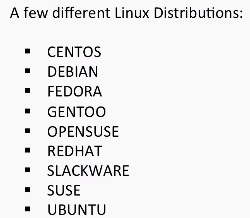 A few different Linux Distributions:
▪ CENTOS
▪ DEBIAN
▪ FEDORA
▪ GENTOO
▪ OPENSUSE
▪ REDHAT
▪ SLACKWARE
▪ SUSE
▪ UBUNTU